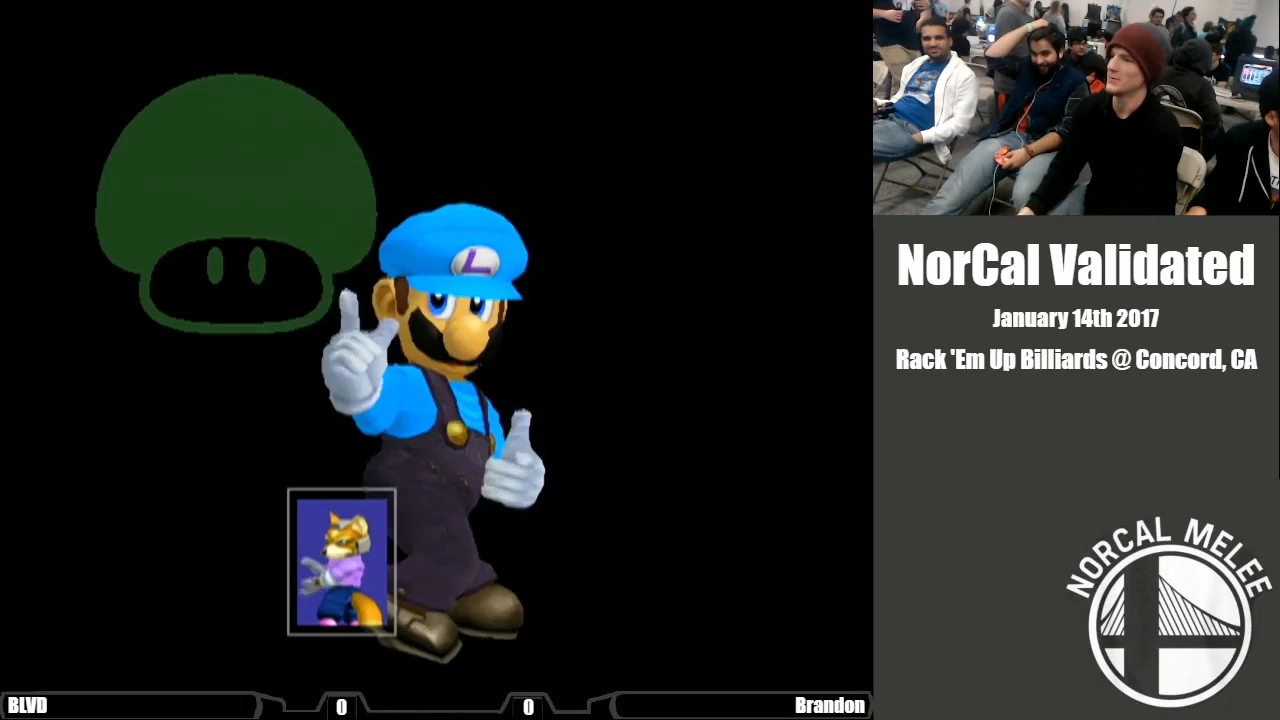 L
NorCal Validated
January 14th 2017
Rack 'Em Up Billiards @ Concord, CA
NORCAL MELEE
BLVD 0 0 Brandon